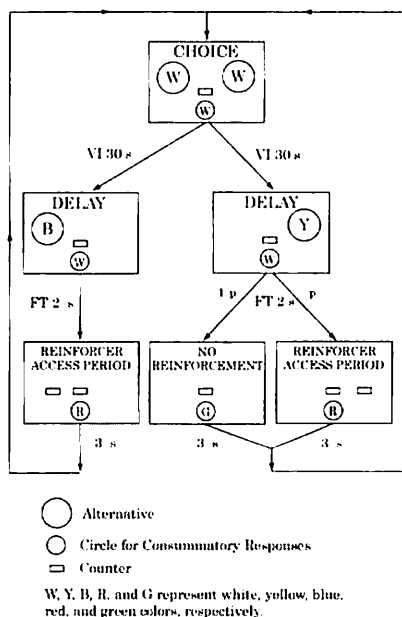 CHOICE
W W
W
VI 30 s VI 30 s
DELAY DELAY
B Y
W W
FT 2 s 1 p FT 2 s p
REINFORCER ACCESS PERIOD NO REINFORCEMENT REINFORCER ACCESS PERIOD
R G R
3 s 3 s 3 s
Alternative
Circle for Consummatory Responses
Counter
W, Y, B, R, and G represent white, yellow, blue,
red, and green colors, respectively.